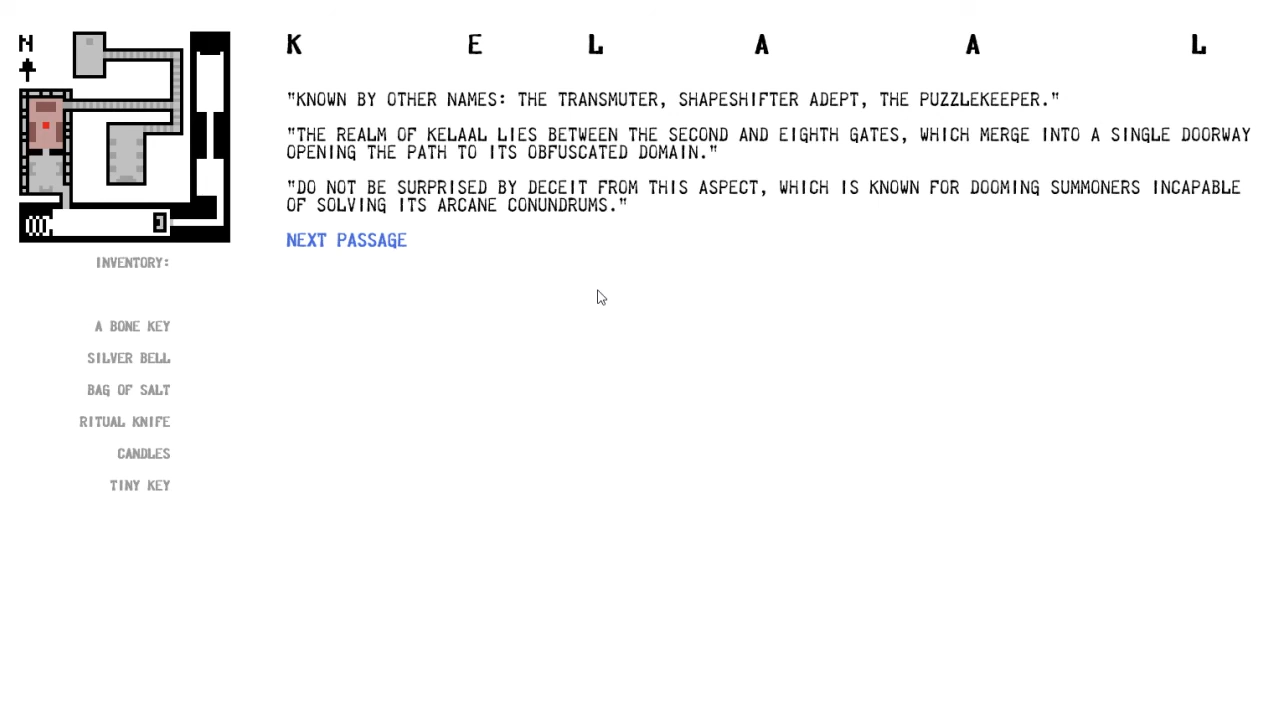 N
K E L A A L
"KNOWN BY OTHER NAMES: THE TRANSMUTER, SHAPESHIFTER ADEPT, THE PUZZLEKEEPER."
"THE REALM OF KELAAL LIES BETWEEN THE SECOND AND EIGHTH GATES, WHICH MERGE INTO A SINGLE DOORWAY
OPENING THE PATH TO ITS OBFUSCATED DOMAIN."
"DO NOT BE SURPRISED BY DECEIT FROM THIS ASPECT, WHICH IS KNOWN FOR DOOMING SUMMONERS INCAPABLE
OF SOLVING ITS ARCANE CONUNDRUMS."
NEXT PASSAGE
INVENTORY:
A BONE KEY
SILVER BELL
BAG OF SALT
RITUAL KNIFE
CANDLES
TINY KEY